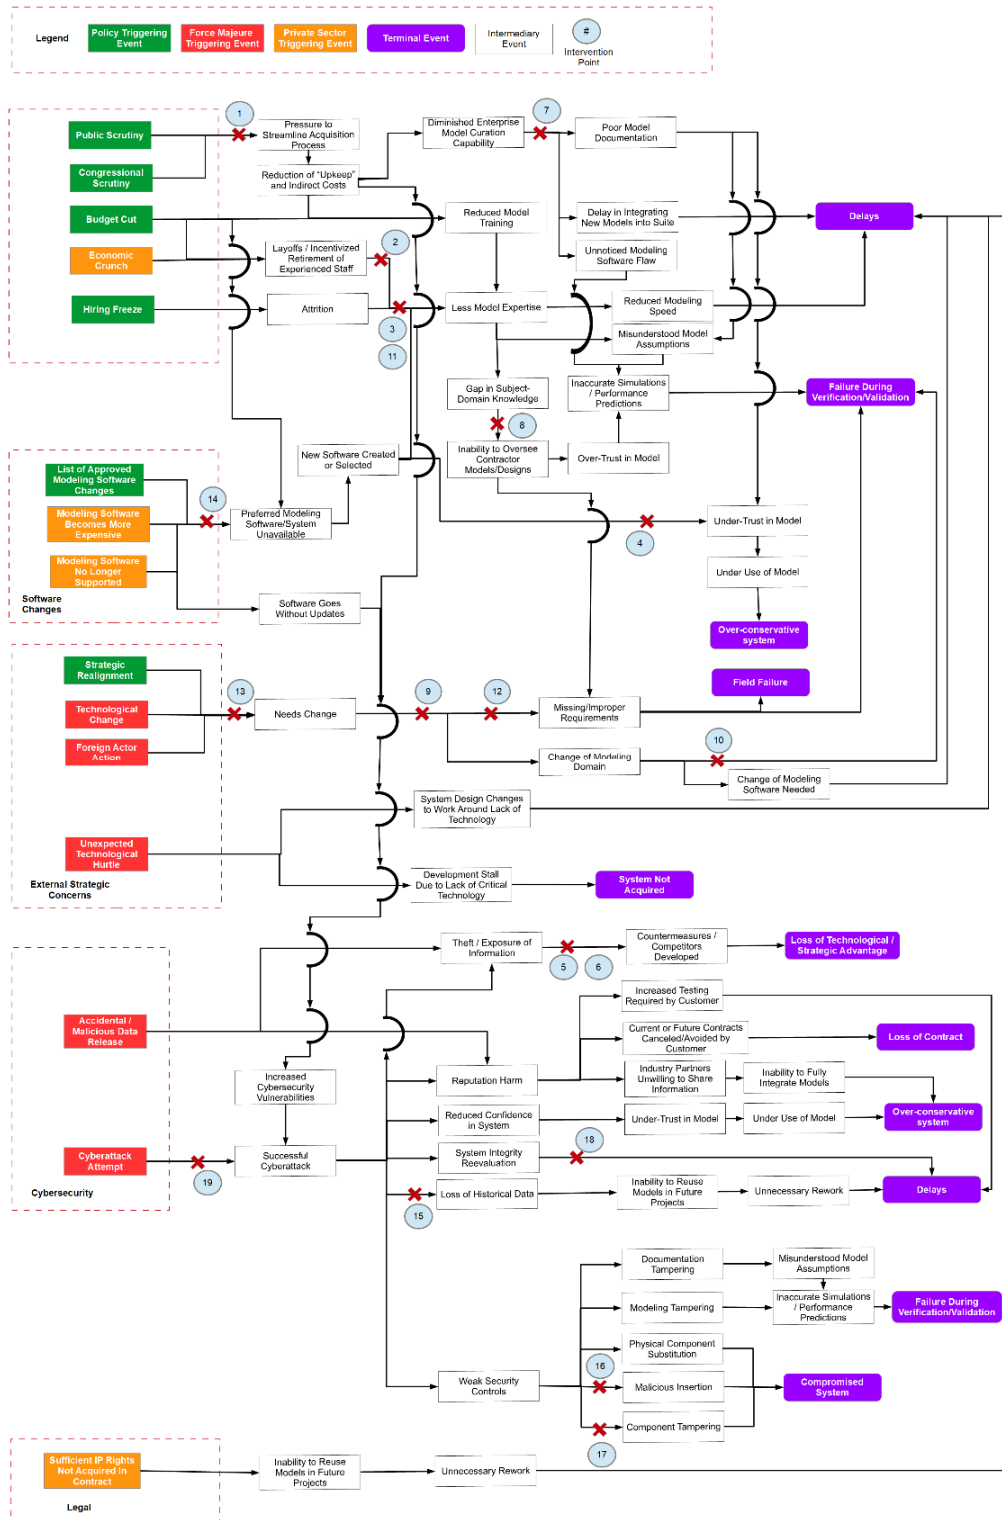 Legend
Policy Triggering
Event
Force Majeure
Triggering Event
Private Sector
Triggering Event
Terminal Event
Intermediary
Event
#
Intervention
Point
1
7
Public Scrutiny
Pressure to
Streamline Acquisition
Process
Diminished Enterprise
Model Curation
Capability
Poor Model
Documentation
Congressional
Scrutiny
Reduction of "Upkeep"
and Indirect Costs
Budget Cut
Reduced Model
Training
Delay in Integrating
New Models into Suite
Delays
2
Economic
Crunch
Layoffs / Incentivized
Retirement of
Experienced Staff
Unnoticed Modeling
Software Flaw
Hiring Freeze
Attrition
Less Model Expertise
Reduced Modeling
Speed
3
11
Misunderstood Model
Assumptions
Gap in Subject-
Domain Knowledge
Inaccurate Simulations
/ Performance
Predictions
Failure During
Verification/Validation
8
New Software Created
or Selected
Inability to Oversee
Contractor
Models/Designs
Over-Trust in Model
List of Approved
Modeling Software
Changes
14
Modeling Software
Becomes More
Expensive
Preferred Modeling
Software/System
Unavailable
4
Under-Trust in Model
Modeling Software
No Longer
Supported
Under Use of Model
Software
Changes
Software Goes
Without Updates
Over-conservative
system
Strategic
Realignment
Field Failure
13
9
12
Technological
Change
Needs Change
Missing/Improper
Requirements
Foreign Actor
Action
10
Change of Modeling
Domain
Change of Modeling
Software Needed
System Design Changes
to Work Around Lack of
Technology
Unexpected
Technological
Hurtle
External Strategic
Concerns
Development Stall
Due to Lack of Critical
Technology
System Not
Acquired
Theft / Exposure of
Information
Countermeasures /
Competitors
Developed
Loss of Technological /
Strategic Advantage
5
6
Increased Testing
Required by Customer
Accidental /
Malicious Data
Release
Current or Future Contracts
Canceled/Avoided by
Customer
Loss of Contract
Increased
Cybersecurity
Vulnerabilities
Reputation Harm
Industry Partners
Unwilling to Share
Information
Inability to Fully
Integrate Models
Reduced Confidence
in System
Under-Trust in Model
Under Use of Model
Over-conservative
system
Cyberattack
Attempt
19
Successful
Cyberattack
System Integrity
Reevaluation
18
Cybersecurity
15
Loss of Historical Data
Inability to Reuse
Models in Future
Projects
Unnecessary Rework
Delays
Documentation
Tampering
Misunderstood Model
Assumptions
Modeling Tampering
Inaccurate Simulations
/ Performance
Predictions
Failure During
Verification/Validation
Physical Component
Substitution
16
Weak Security
Controls
Malicious Insertion
Compromised
System
Component Tampering
17
Sufficient IP Rights
Not Acquired In
Contract
Inability to Reuse
Models in Future
Projects
Unnecessary Rework
Legal